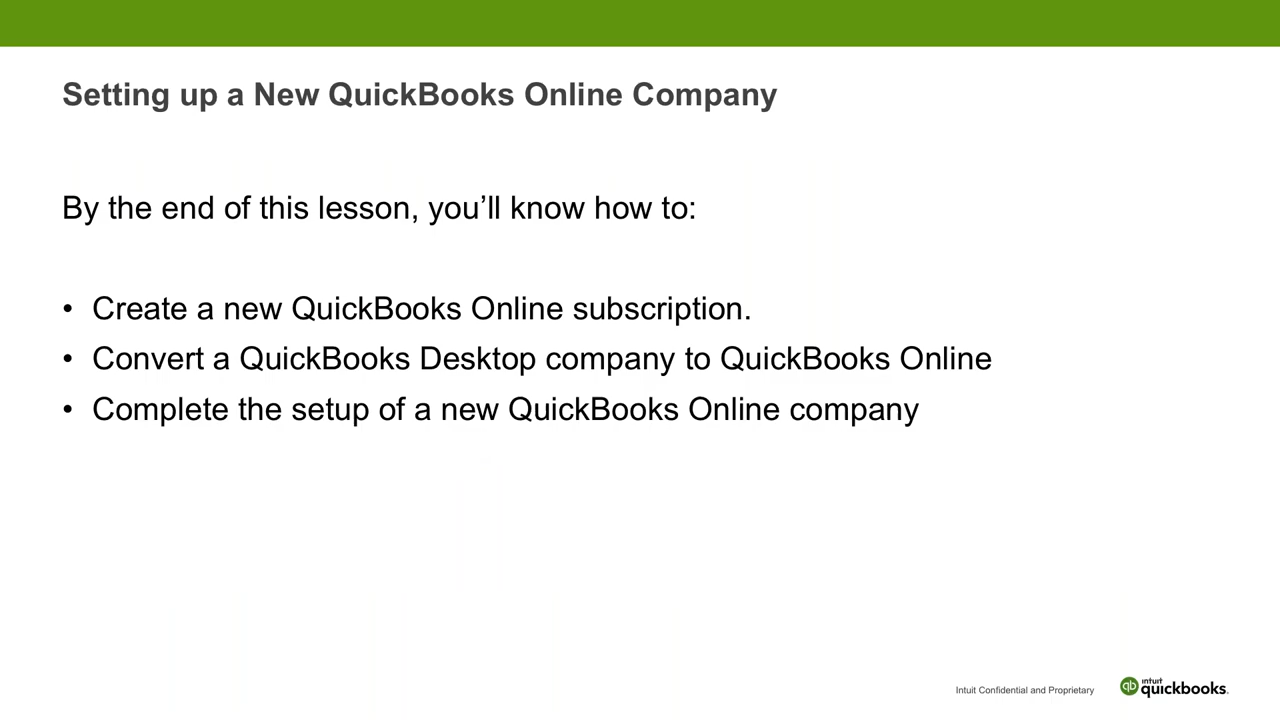 Setting up a New QuickBooks Online Company
By the end of this lesson, you’ll know how to:
• Create a new QuickBooks Online subscription.
• Convert a QuickBooks Desktop company to QuickBooks Online
• Complete the setup of a new QuickBooks Online company
Intuit Confidential and Proprietary
qb intuit quickbooks.